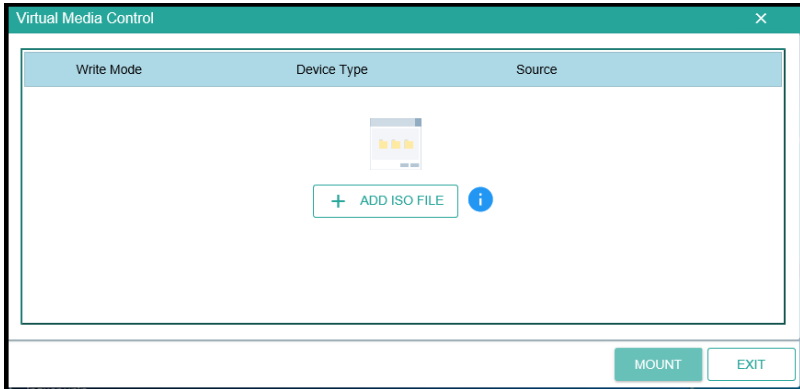 Virtual Media Control
Write Mode Device Type Source
+ ADD ISO FILE i
MOUNT EXIT